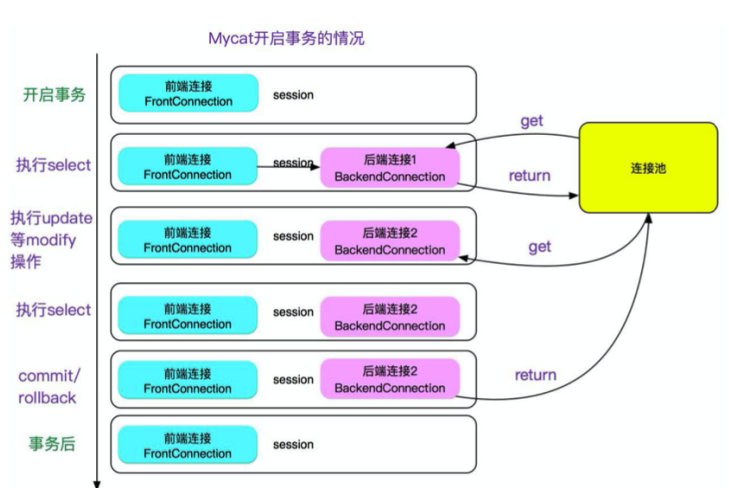 Mycat开启事务的情况
开启事务
前端连接
FrontConnection
session
执行select
前端连接
FrontConnection
session
后端连接1
BackendConnection
get
return
连接池
执行update
等modify
操作
前端连接
FrontConnection
session
后端连接2
BackendConnection
get
执行select
前端连接
FrontConnection
session
后端连接2
BackendConnection
commit/
rollback
前端连接
FrontConnection
session
后端连接2
BackendConnection
return
事务后
前端连接
FrontConnection
session